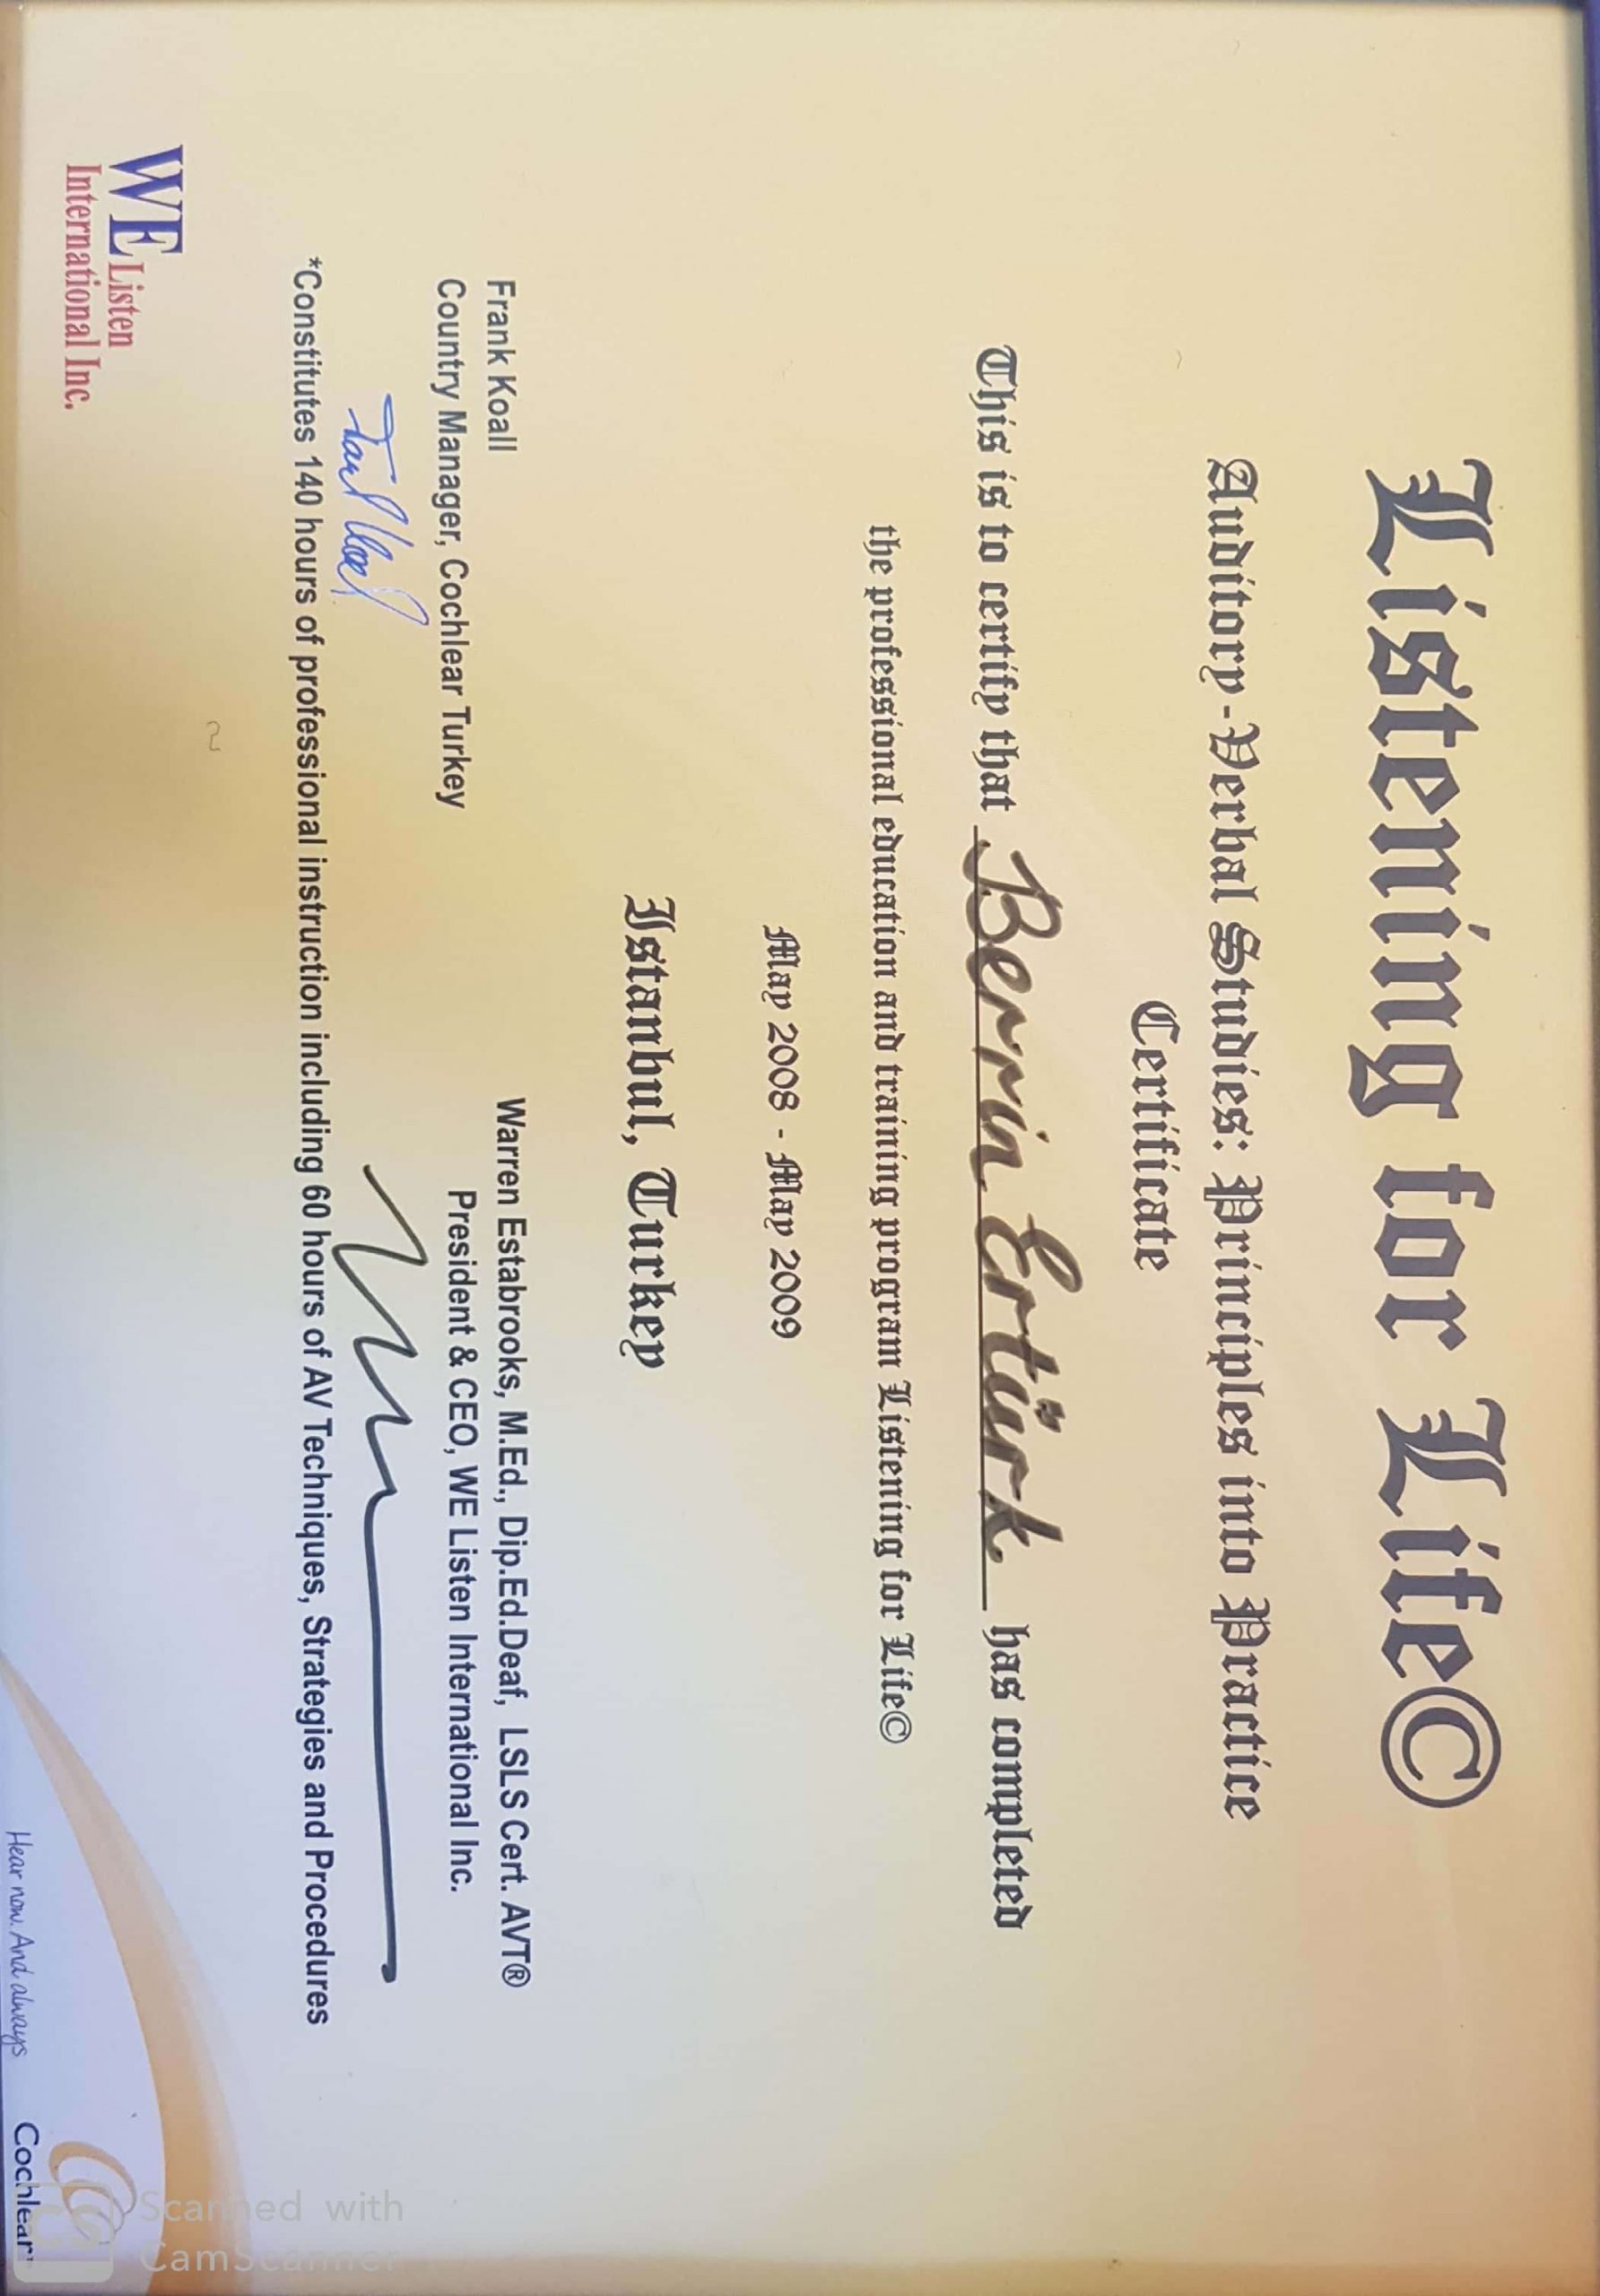 Listening for Life©
Auditory-Verbal Studies: Principles into Practice
Certificate
This is to certify that Berrin Ertürk has completed
the professional education and training program Listening for Life©
May 2008 - May 2009
Istanbul, Turkey
Frank Koall
Country Manager, Cochlear Turkey
Warren Estabrooks, M.Ed., Dip.Ed.Deaf, LSLS Cert. AVT®
President & CEO, WE Listen International Inc.
*Constitutes 140 hours of professional instruction including 60 hours of AV Techniques, Strategies and Procedures
WE Listen
International Inc.
Hear now. And always
Cochlear™
CS
Scanned with
CamScanner